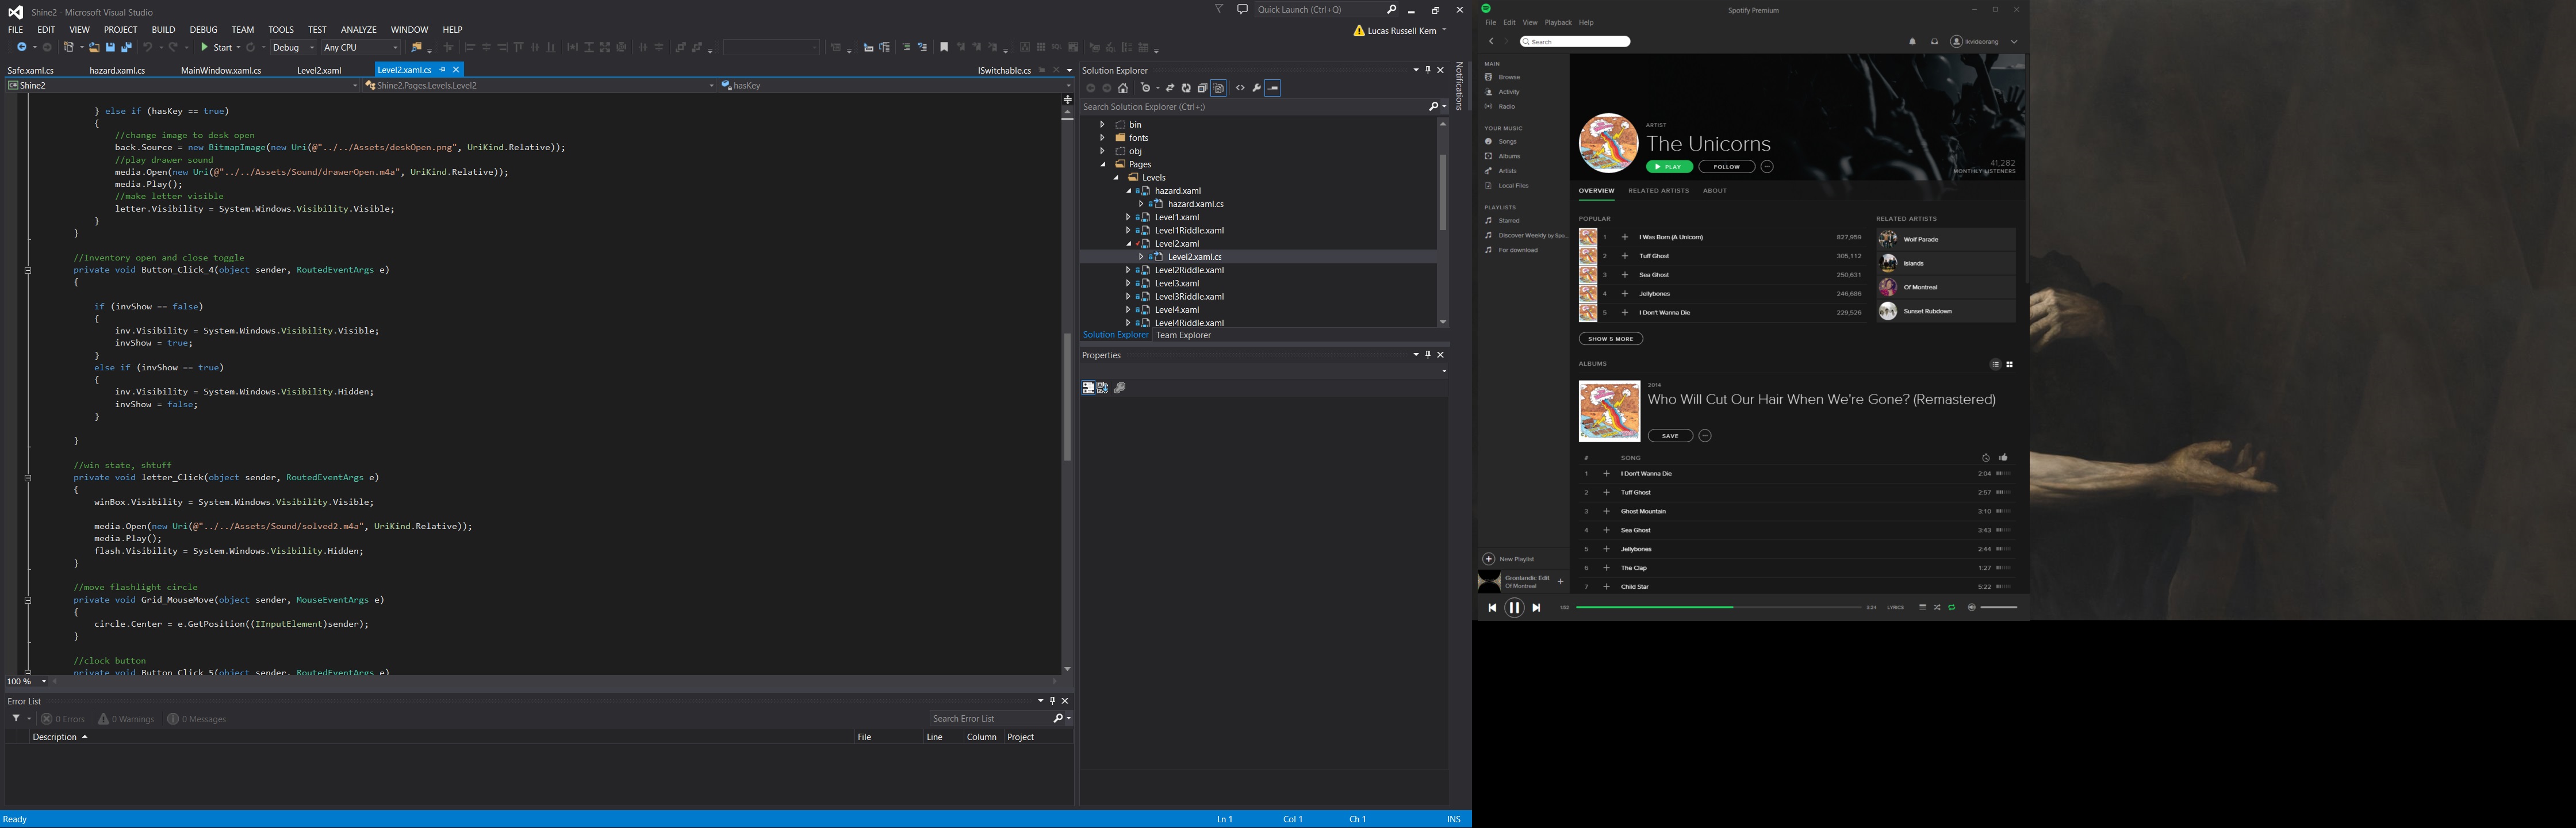 Shine2 - Microsoft Visual Studio
Quick Launch (Ctrl+Q)
FILE EDIT VIEW PROJECT BUILD DEBUG TEAM TOOLS TEST ANALYZE WINDOW HELP
Lucas Russell Kern
Start Debug Any CPU
Safe.xaml.cs hazard.xaml.cs MainWindow.xaml.cs Level2.xaml Level2.xaml.cs ISwitchable.cs
Shine2 Shine2.Pages.Levels.Level2 hasKey
} else if (hasKey == true)
{
//change image to desk open
back.Source = new BitmapImage(new Uri(@"../../Assets/deskOpen.png", UriKind.Relative));
//play drawer sound
media.Open(new Uri(@"../../Assets/Sound/drawerOpen.m4a", UriKind.Relative));
media.Play();
//make letter visible
letter.Visibility = System.Windows.Visibility.Visible;
}
}
//Inventory open and close toggle
private void Button_Click_4(object sender, RoutedEventArgs e)
{
if (invShow == false)
{
inv.Visibility = System.Windows.Visibility.Visible;
invShow = true;
}
else if (invShow == true)
{
inv.Visibility = System.Windows.Visibility.Hidden;
invShow = false;
}
}
//win state, shtuff
private void letter_Click(object sender, RoutedEventArgs e)
{
winBox.Visibility = System.Windows.Visibility.Visible;
media.Open(new Uri(@"../../Assets/Sound/solved2.m4a", UriKind.Relative));
media.Play();
flash.Visibility = System.Windows.Visibility.Hidden;
}
//move flashlight circle
private void Grid_MouseMove(object sender, MouseEventArgs e)
{
circle.Center = e.GetPosition((IInputElement)sender);
}
//clock button
private void Button_Click_5(object sender, RoutedEventArgs e)
100 %
Error List
0 Errors 0 Warnings 0 Messages
Search Error List
Description File Line Column Project
Ready Ln 1 Col 1 Ch 1 INS
Solution Explorer
Search Solution Explorer (Ctrl+;)
bin
fonts
obj
Pages
Levels
hazard.xaml
hazard.xaml.cs
Level1.xaml
Level1Riddle.xaml
Level2.xaml
Level2.xaml.cs
Level2Riddle.xaml
Level3.xaml
Level3Riddle.xaml
Level4.xaml
Level4Riddle.xaml
Solution Explorer Team Explorer
Properties
Notifications
Spotify Premium
File Edit View Playback Help
Search
MAIN
Browse
Activity
Radio
YOUR MUSIC
Songs
Albums
Artists
Local Files
PLAYLISTS
Starred
Discover Weekly by Spo...
For download
New Playlist
Gronlandic Edit
Of Montreal
ARTIST
The Unicorns
PLAY FOLLOW
41,282
MONTHLY LISTENERS
OVERVIEW RELATED ARTISTS ABOUT
POPULAR
1 I Was Born (A Unicorn) 827,959
2 Tuff Ghost 305,112
3 Sea Ghost 250,631
4 Jellybones 246,686
5 I Don't Wanna Die 229,526
SHOW 5 MORE
RELATED ARTISTS
Wolf Parade
Islands
Of Montreal
Sunset Rubdown
ALBUMS
2014
Who Will Cut Our Hair When We're Gone? (Remastered)
SAVE
# SONG
1 I Don't Wanna Die 2:04
2 Tuff Ghost 2:57
3 Ghost Mountain 3:10
4 Sea Ghost 3:43
5 Jellybones 2:44
6 The Clap 1:27
7 Child Star 5:22
1:52 3:24 LYRICS